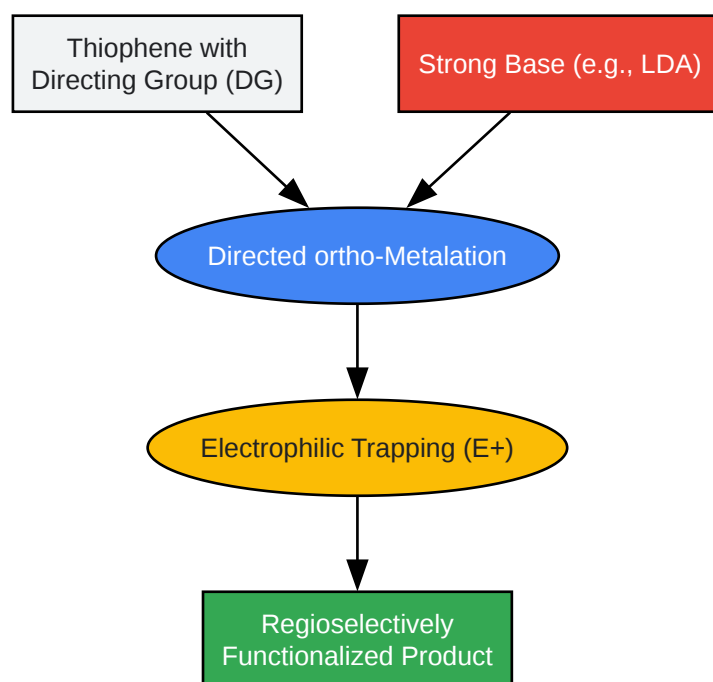 Thiophene with
Directing Group (DG)
Strong Base (e.g., LDA)
Directed ortho-Metalation
Electrophilic Trapping (E+)
Regioselectively
Functionalized Product